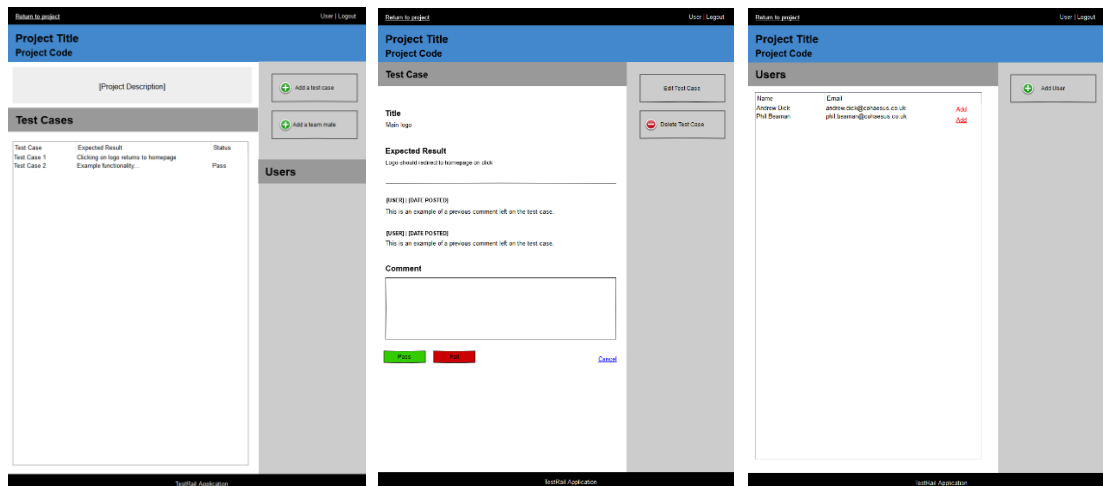 Return to project
User | Logout
Project Title
Project Code
[Project Description]
Add a test case
Test Cases
Add a team mate
Test Case Expected Result Status
Test Case 1 Clicking on logo returns to homepage
Test Case 2 Example functionality... Pass
Users
TestRail Application
Return to project
User | Logout
Project Title
Project Code
Test Case
Edit Test Case
Title
Main logo
Delete Test Case
Expected Result
Logo should redirect to homepage on click
[USER] | [DATE POSTED]
This is an example of a previous comment left on the test case.
[USER] | [DATE POSTED]
This is an example of a previous comment left on the test case.
Comment
Pass Fail Cancel
TestRail Application
Return to project
User | Logout
Project Title
Project Code
Users
Add User
Name Email
Andrew Dick andrew.dick@cohaesus.co.uk Add
Phil Beaman phil.beaman@cohaesus.co.uk Add
TestRail Application